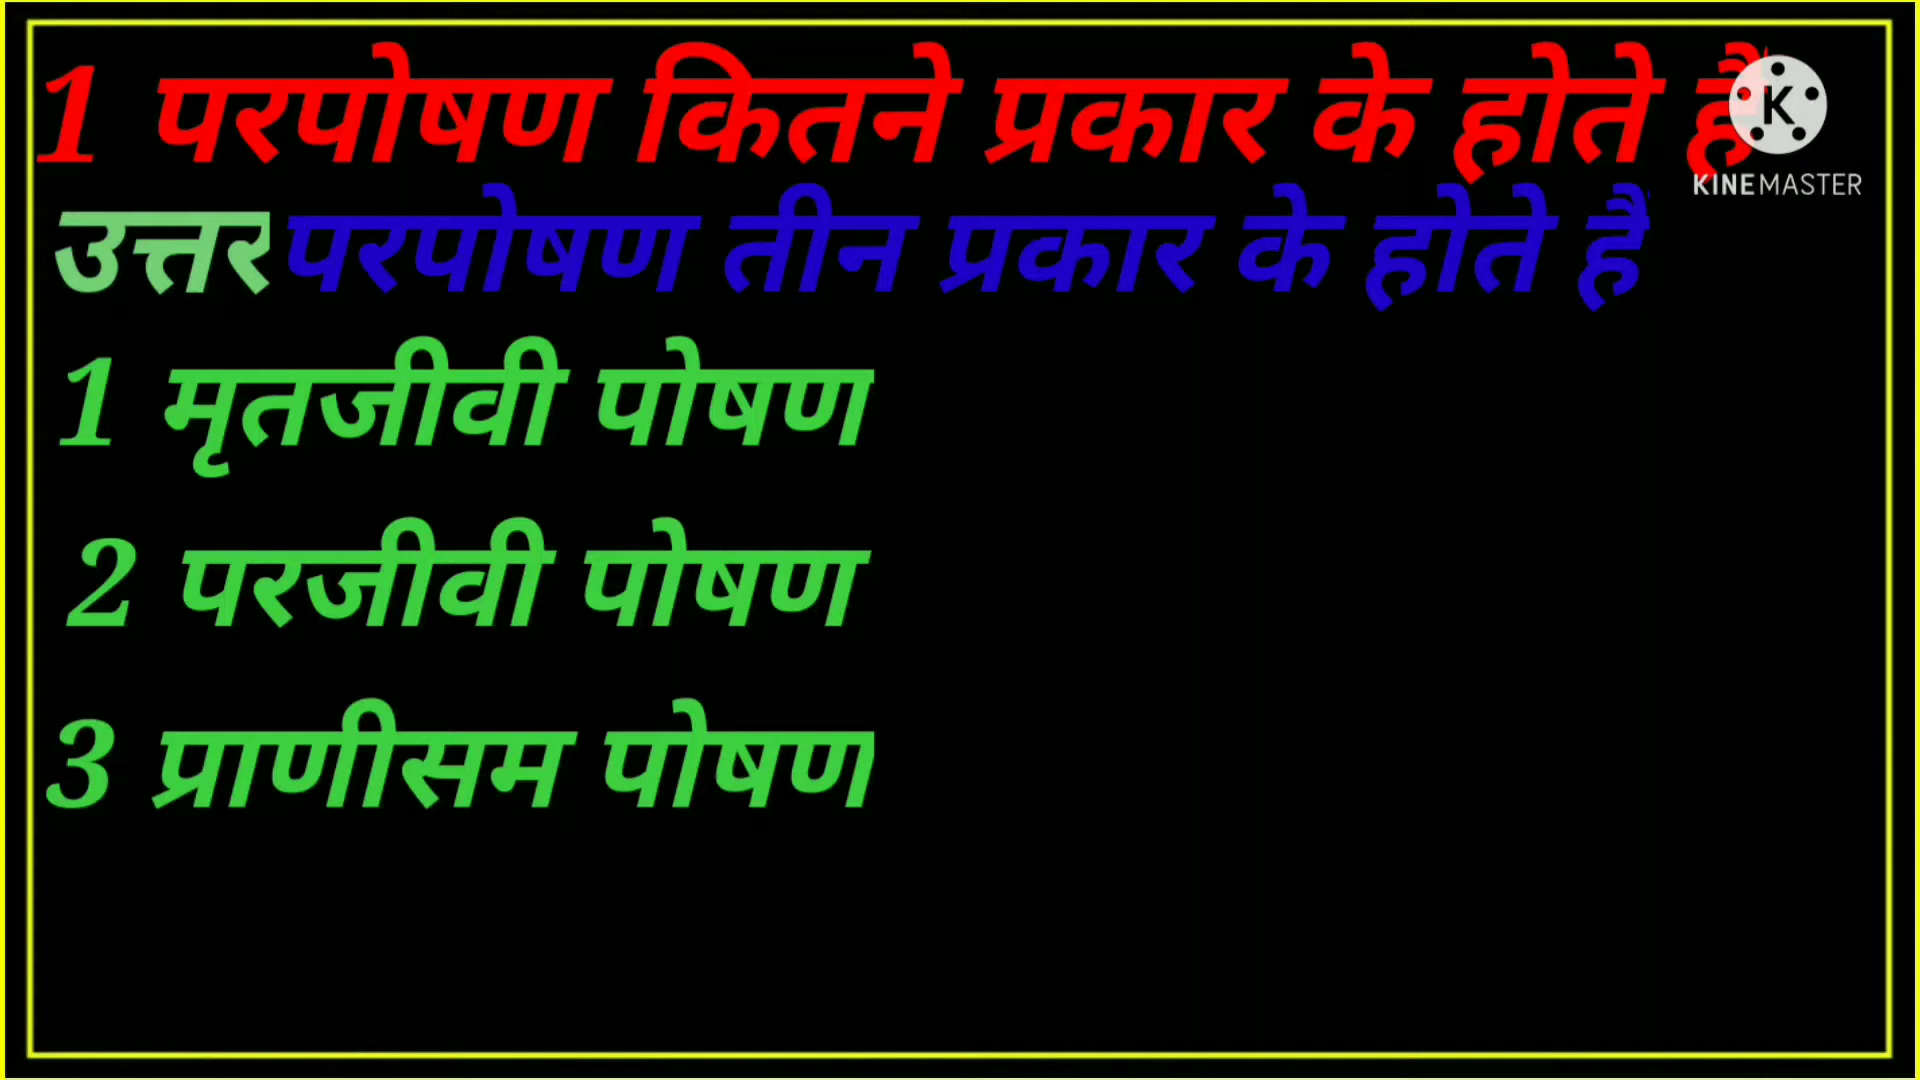 1 परपोषण कितने प्रकार के होते है
उत्तर परपोषण तीन प्रकार के होते है
1 मृतजीवी पोषण
2 परजीवी पोषण
3 प्राणीसम पोषण
K
KINEMASTER